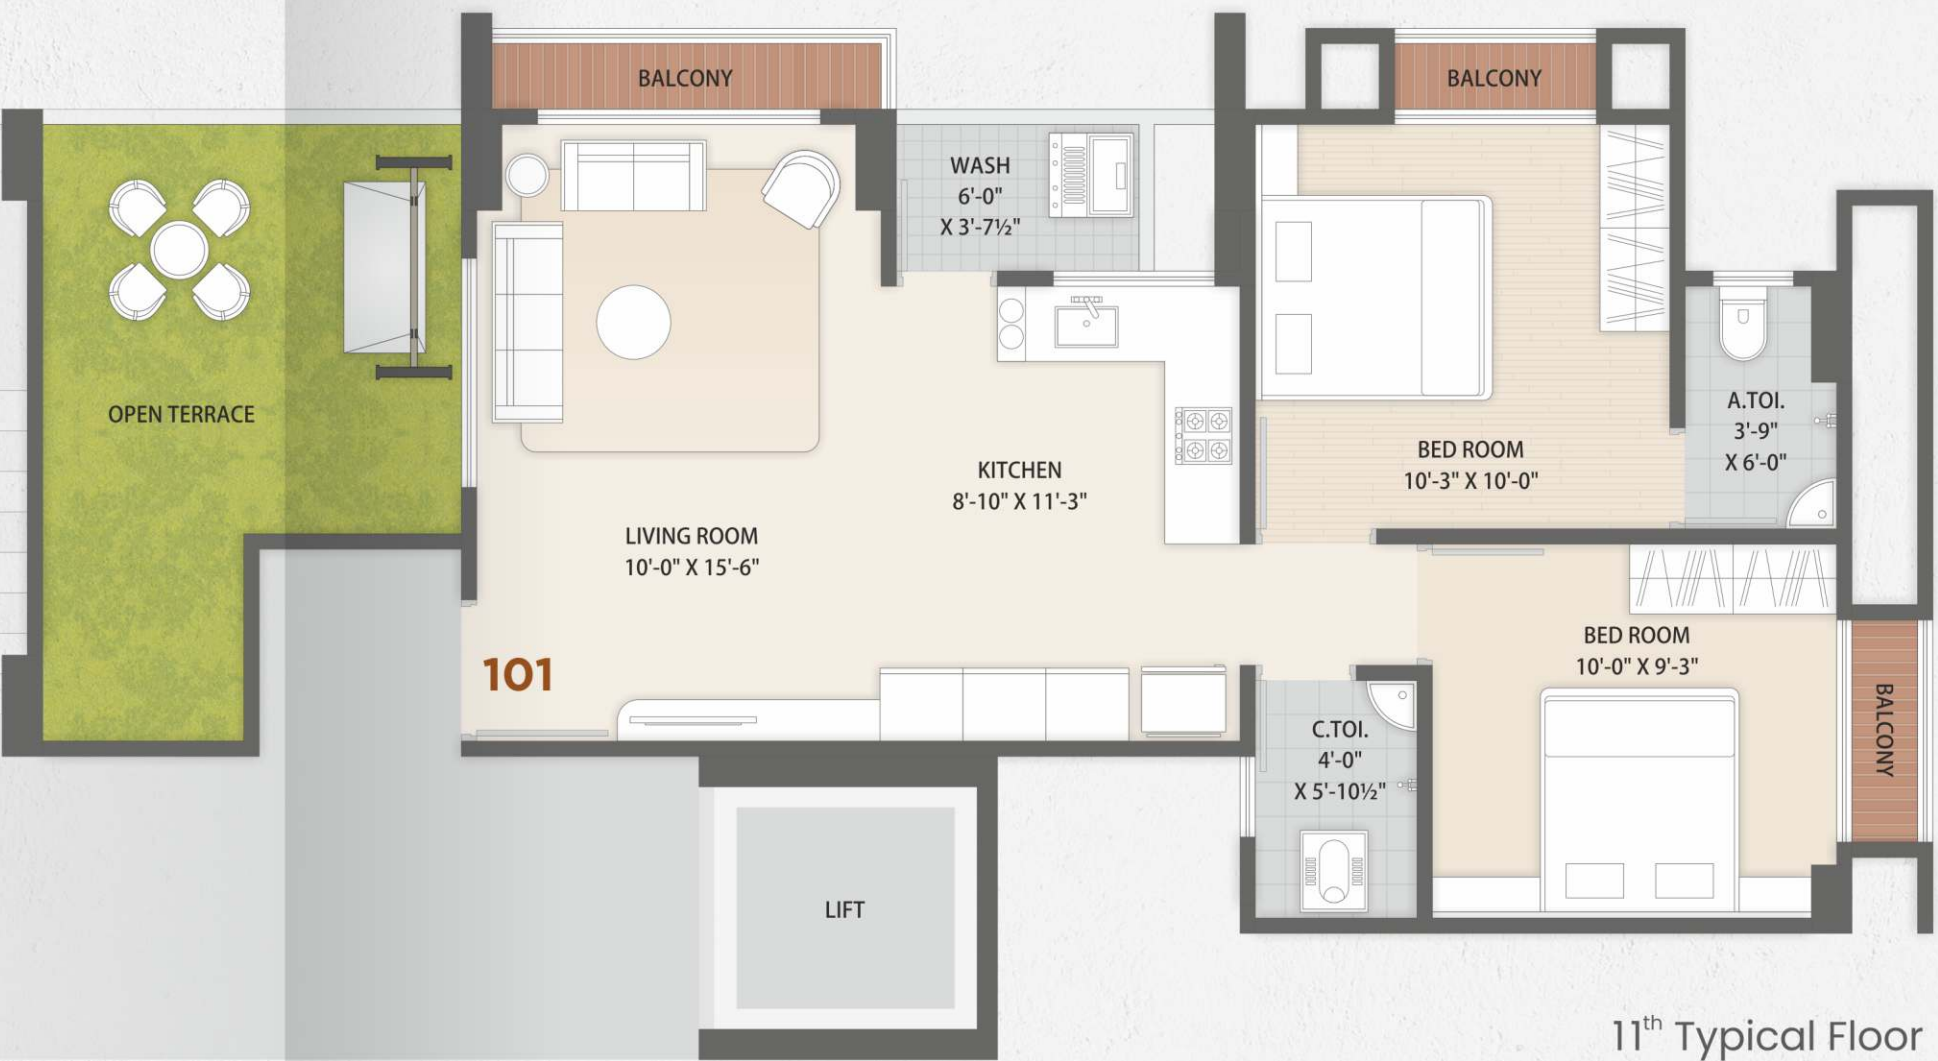 BALCONY
BALCONY
WASH
6'-0"
X 3'-7½"
OPEN TERRACE
A.TOI.
3'-9"
X 6'-0"
BED ROOM
10'-3" X 10'-0"
KITCHEN
8'-10" X 11'-3"
LIVING ROOM
10'-0" X 15'-6"
BED ROOM
10'-0" X 9'-3"
101
BALCONY
C.TOI.
4'-0"
X 5'-10½"
LIFT
11th Typical Floor